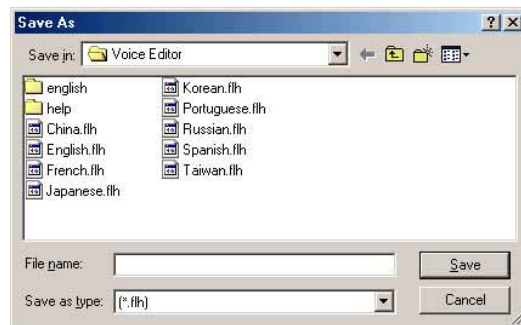 Save As
Save in: Voice Editor
english
help
China.flh
English.flh
French.flh
Japanese.flh
Korean.flh
Portuguese.flh
Russian.flh
Spanish.flh
Taiwan.flh
File name:
Save
Save as type: (*.flh)
Cancel